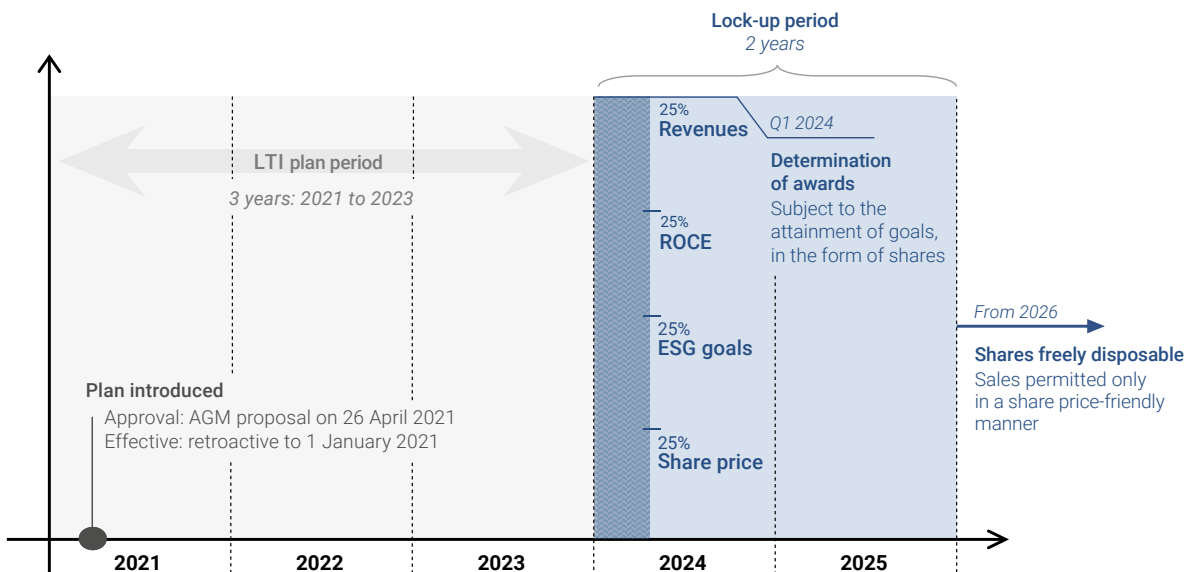 Lock-up period
2 years
LTI plan period
3 years: 2021 to 2023
25%
Revenues
25%
ROCE
25%
ESG goals
25%
Share price
Q1 2024
Determination
of awards
Subject to the
attainment of goals,
in the form of shares
From 2026
Shares freely disposable
Sales permitted only
in a share price-friendly
manner
Plan introduced
Approval: AGM proposal on 26 April 2021
Effective: retroactive to 1 January 2021
2021
2022
2023
2024
2025